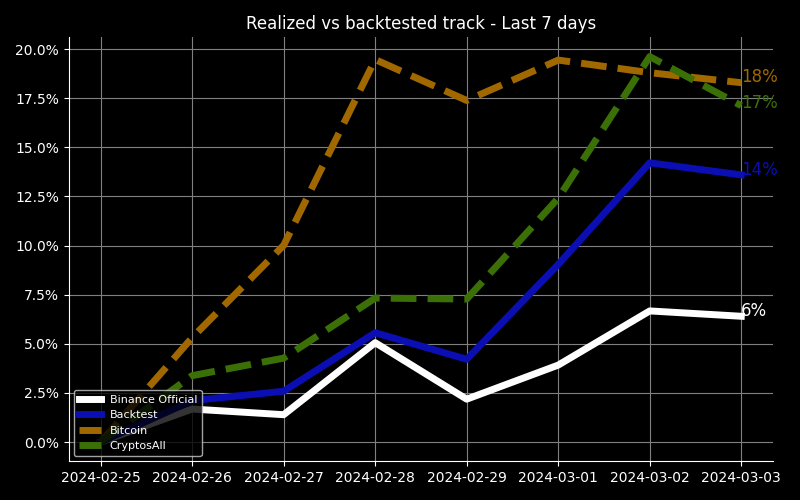 Realized vs backtested track - Last 7 days
20.0%
17.5%
15.0%
12.5%
10.0%
7.5%
5.0%
2.5%
0.0%
18%
17%
14%
6%
Binance Official
Backtest
Bitcoin
CryptosAll
2024-02-25 2024-02-26 2024-02-27 2024-02-28 2024-02-29 2024-03-01 2024-03-02 2024-03-03